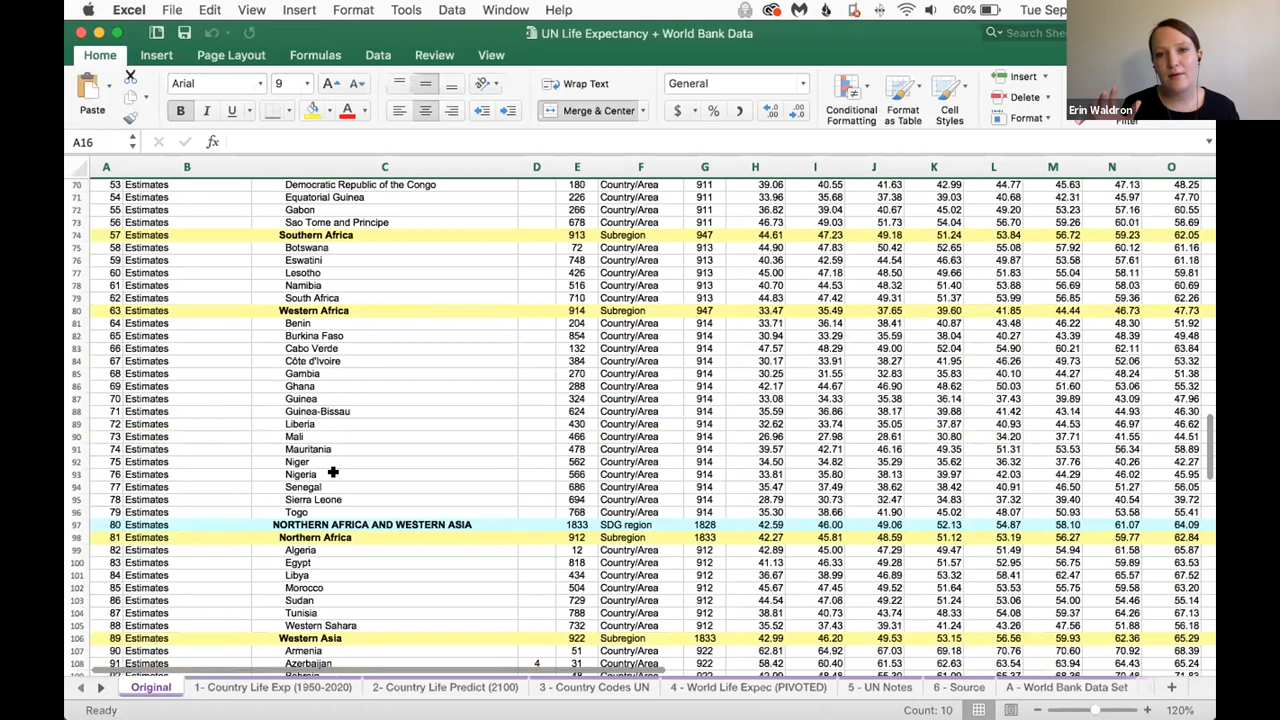 Excel File Edit View Insert Format Tools Data Window Help 60% Tue Sep
UN Life Expectancy + World Bank Data Search Shee
Home Insert Page Layout Formulas Data Review View
Paste Arial 9 A A Wrap Text General Conditional Formatting Format as Table Cell Styles Insert Delete Format Filter
B I U A Merge & Center $ % Erin Waldron
A16 fx
A B C D E F G H I J K L M N O
70 53 Estimates Democratic Republic of the Congo 180 Country/Area 911 39.06 40.55 41.63 42.99 44.77 45.63 47.13 48.25
71 54 Estimates Equatorial Guinea 226 Country/Area 911 33.96 35.68 37.38 39.03 40.68 42.31 45.97 47.70
72 55 Estimates Gabon 266 Country/Area 911 36.82 39.04 40.67 45.02 49.20 53.23 57.16 60.55
73 56 Estimates Sao Tome and Principe 678 Country/Area 911 46.73 49.03 51.73 54.04 56.70 59.26 60.01 58.69
74 57 Estimates Southern Africa 913 Subregion 947 44.61 47.23 49.18 51.24 53.84 56.72 59.23 62.05
75 58 Estimates Botswana 72 Country/Area 913 44.90 47.83 50.42 52.65 55.08 57.92 60.12 61.16
76 59 Estimates Eswatini 748 Country/Area 913 40.36 42.59 44.54 46.63 49.87 53.58 57.61 61.18
77 60 Estimates Lesotho 426 Country/Area 913 45.00 47.18 48.50 49.66 51.83 55.04 58.11 59.81
78 61 Estimates Namibia 516 Country/Area 913 40.70 44.53 48.32 51.40 53.88 56.69 58.03 60.69
79 62 Estimates South Africa 710 Country/Area 913 44.83 47.42 49.31 51.37 53.99 56.85 59.36 62.26
80 63 Estimates Western Africa 914 Subregion 947 33.47 35.49 37.65 39.60 41.85 44.44 46.73 47.73
81 64 Estimates Benin 204 Country/Area 914 33.71 36.14 38.41 40.87 43.48 46.22 48.30 51.92
82 65 Estimates Burkina Faso 854 Country/Area 914 30.94 33.29 35.59 38.04 40.27 43.39 49.48
83 66 Estimates Cabo Verde 132 Country/Area 914 47.57 48.29 49.00 52.04 54.90 60.21 62.11 63.84
84 67 Estimates Côte d'Ivoire 384 Country/Area 914 30.17 33.91 38.27 41.95 46.26 49.73 52.06 53.32
85 68 Estimates Gambia 270 Country/Area 914 31.55 32.83 35.83 40.10 44.27 48.24 51.38
86 69 Estimates Ghana 288 Country/Area 914 42.17 44.67 46.90 48.62 50.03 51.60 53.06 55.32
87 70 Estimates Guinea 324 Country/Area 914 33.08 34.33 35.38 36.14 37.43 39.89 43.09 47.96
88 71 Estimates Guinea-Bissau 624 Country/Area 914 35.59 36.86 38.17 39.88 41.42 43.14 44.93 46.30
89 72 Estimates Liberia 430 Country/Area 914 32.62 33.74 35.05 37.87 40.93 44.53 46.97 46.62
90 73 Estimates Mali 466 Country/Area 914 26.96 27.98 28.61 30.80 34.20 37.71 41.55 44.51
91 74 Estimates Mauritania 478 Country/Area 914 39.57 42.71 46.16 49.35 51.31 53.54 56.34 58.89
92 75 Estimates Niger 562 Country/Area 914 34.50 34.82 35.29 35.62 36.32 37.76 40.26 42.27
93 76 Estimates Nigeria 566 Country/Area 914 33.81 35.80 38.13 39.97 42.03 44.29 46.02 45.95
94 77 Estimates Senegal 686 Country/Area 914 35.47 37.49 38.62 38.42 40.91 46.50 51.27 56.05
95 78 Estimates Sierra Leone 694 Country/Area 914 28.79 30.73 32.47 34.83 37.32 39.40 40.54 39.72
96 79 Estimates Togo 768 Country/Area 914 35.30 38.66 41.90 45.02 48.07 50.93 53.58 55.41
97 80 Estimates NORTHERN AFRICA AND WESTERN ASIA 1833 SDG region 1828 42.59 46.00 49.06 52.13 54.87 58.10 61.07 64.09
98 81 Estimates Northern Africa 912 Subregion 1833 42.27 45.81 48.59 51.12 53.19 56.27 59.77 62.84
99 82 Estimates Algeria 12 Country/Area 912 42.89 45.00 47.29 49.47 51.49 54.94 61.58 65.87
100 83 Estimates Egypt 818 Country/Area 912 41.13 46.33 51.57 52.95 56.75 59.89 63.53
101 84 Estimates Libya 434 Country/Area 912 36.67 38.99 46.89 53.32 58.41 62.47 65.57 67.52
102 85 Estimates Morocco 504 Country/Area 912 45.67 47.45 49.52 51.64 53.53 55.75 59.63 63.20
103 86 Estimates Sudan 729 Country/Area 912 44.54 47.08 49.22 51.24 53.06 54.00 54.46 55.14
104 87 Estimates Tunisia 788 Country/Area 912 38.81 40.73 43.74 48.33 54.08 59.37 64.26 67.13
105 88 Estimates Western Sahara 732 Country/Area 912 35.52 37.43 39.31 41.24 43.26 47.56 51.88 56.18
106 89 Estimates Western Asia 922 Subregion 1833 42.99 46.20 49.53 53.15 56.56 59.93 62.36 65.29
107 90 Estimates Armenia 51 Country/Area 922 62.81 64.92 67.03 69.18 70.76 70.80 70.62 68.39
108 91 Estimates Azerbaijan 4 31 Country/Area 922 58.42 60.40 61.53 62.63 63.54 63.94 65.24 65.24
Original 1- Country Life Exp (1950-2020) 2- Country Life Predict (2100) 3 - Country Codes UN 4 - World Life Expec (PIVOTED) 5 - UN Notes 6 - Source A - World Bank Data Set +
Ready Count: 10 120%